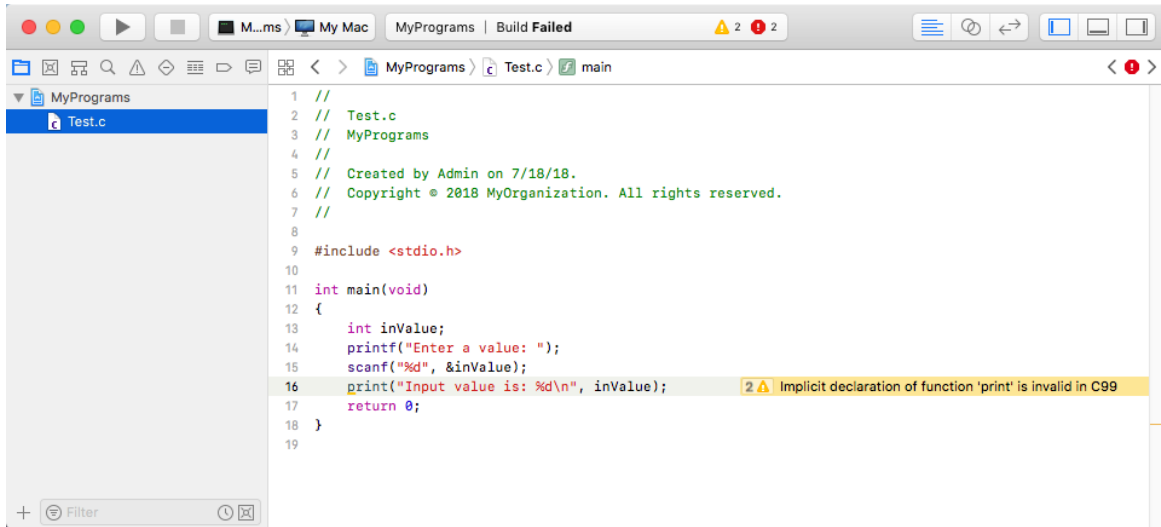 M...ms My Mac MyPrograms | Build Failed 2 2
MyPrograms Test.c main
MyPrograms
Test.c
1 //
2 //  Test.c
3 //  MyPrograms
4 //
5 //  Created by Admin on 7/18/18.
6 //  Copyright © 2018 MyOrganization. All rights reserved.
7 //
8
9 #include <stdio.h>
10
11 int main(void)
12 {
13     int inValue;
14     printf("Enter a value: ");
15     scanf("%d", &inValue);
16     print("Input value is: %d\n", inValue); 2 Implicit declaration of function 'print' is invalid in C99
17     return 0;
18 }
19
Filter